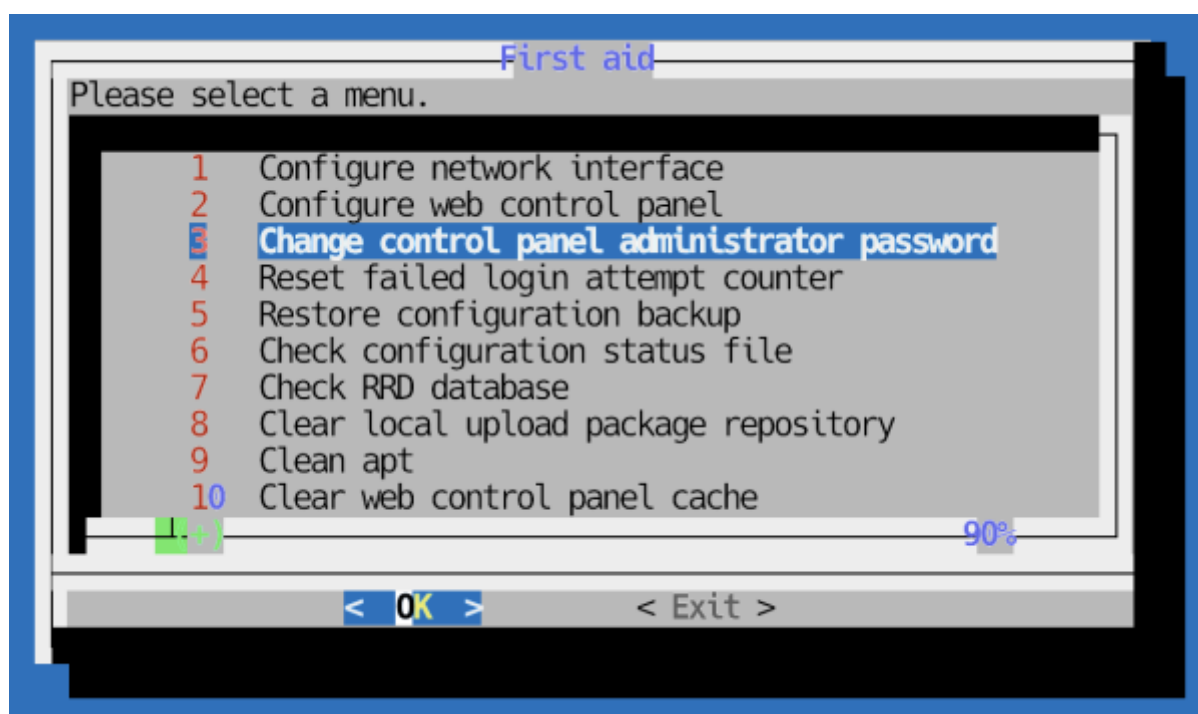 First aid
Please select a menu.
1 Configure network interface
2 Configure web control panel
3 Change control panel administrator password
4 Reset failed login attempt counter
5 Restore configuration backup
6 Check configuration status file
7 Check RRD database
8 Clear local upload package repository
9 Clean apt
10 Clear web control panel cache
(+) 90%
< OK > < Exit >